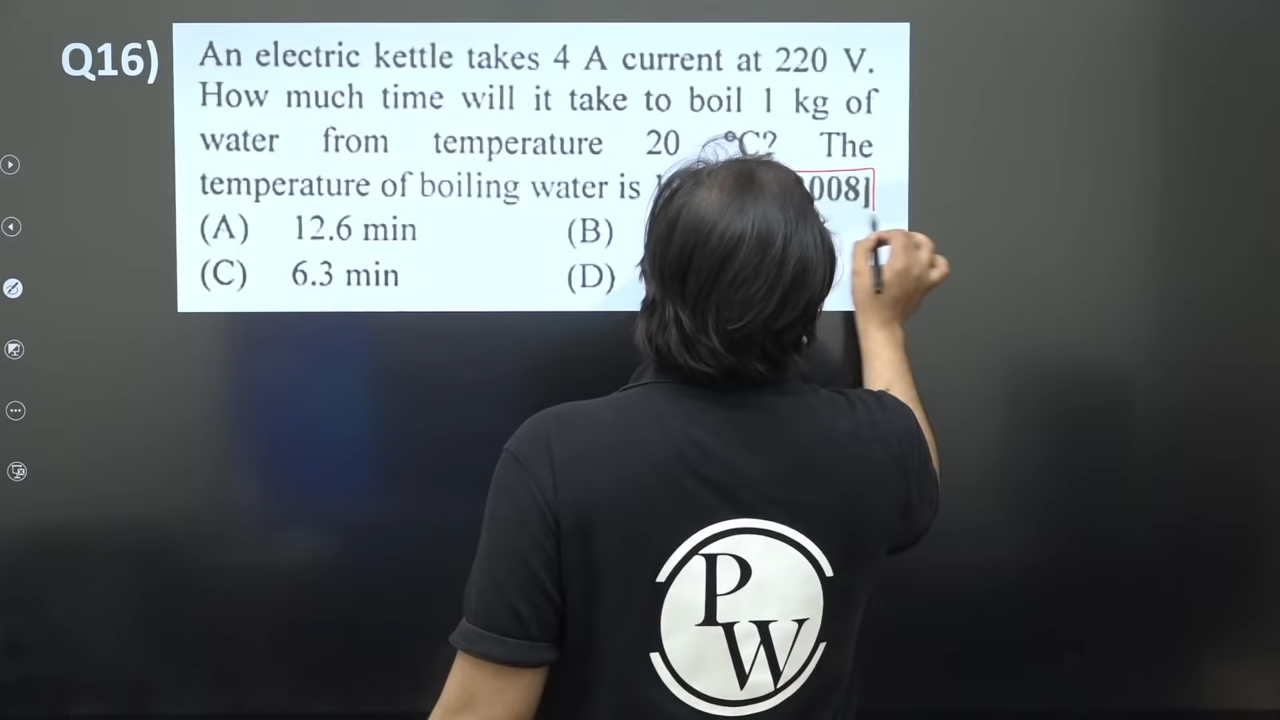 Q16)
An electric kettle takes 4 A current at 220 V.
How much time will it take to boil 1 kg of
water from temperature 20 °C? The
temperature of boiling water is 008]
(A) 12.6 min (B)
(C) 6.3 min (D)
P
W